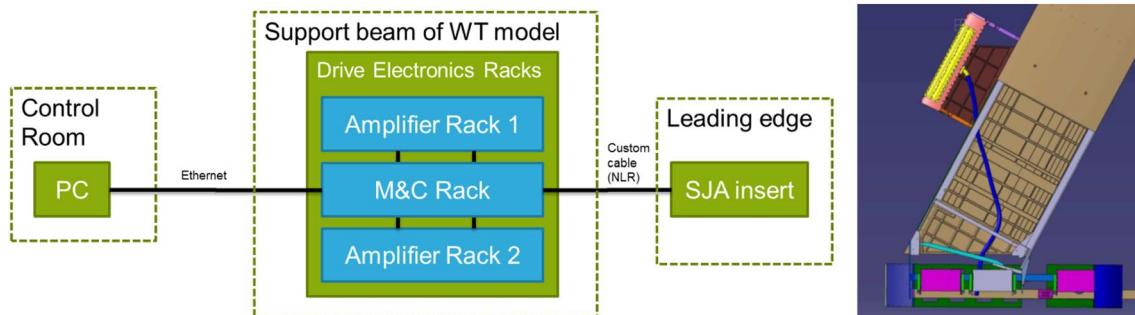 Control
Room
PC
Ethernet
Support beam of WT model
Drive Electronics Racks
Amplifier Rack 1
M&C Rack
Amplifier Rack 2
Custom
cable
(NLR)
Leading edge
SJA insert